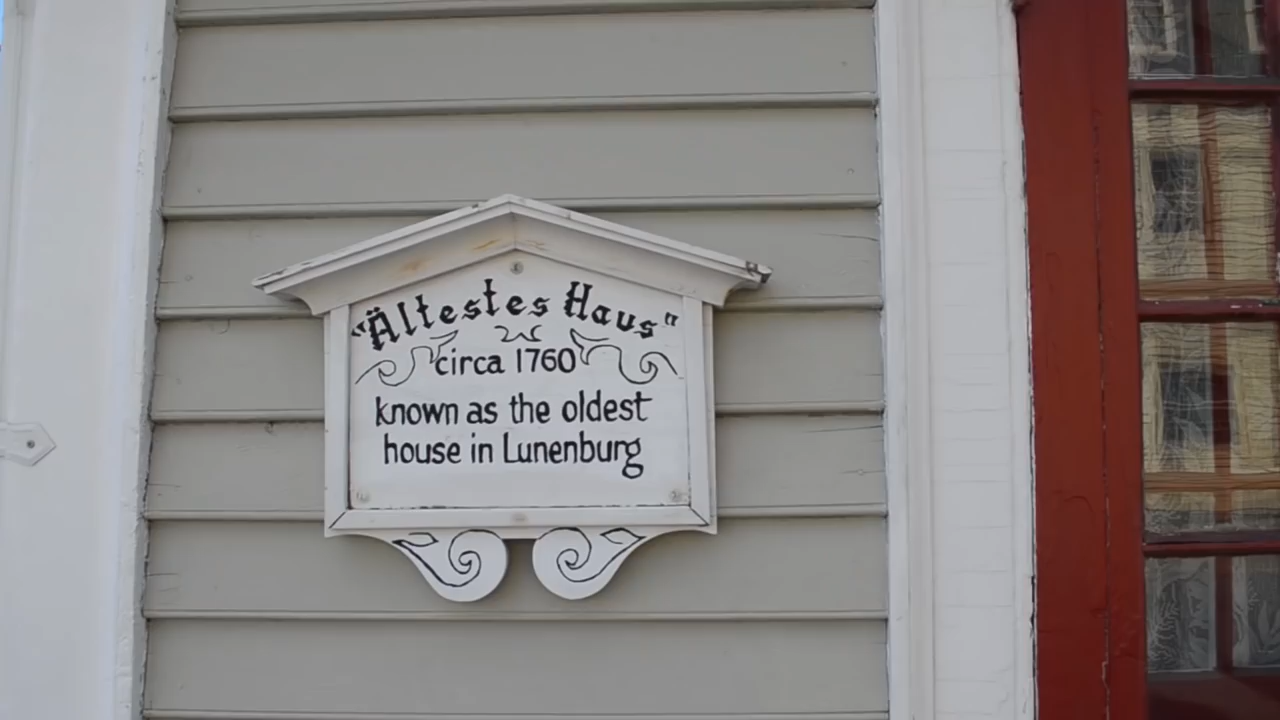 "Ältestes Haus"
circa 1760
known as the oldest
house in Lunenburg